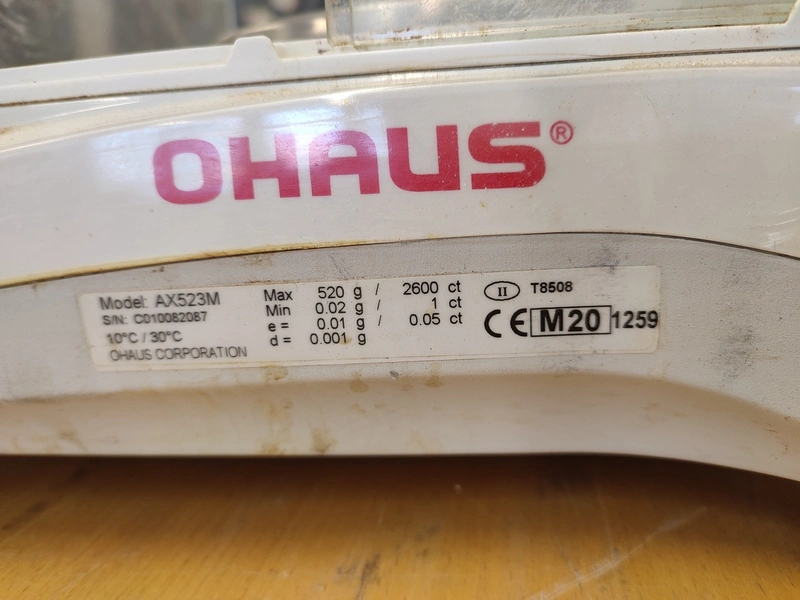 OHAUS®
Model: AX523M
S/N: C010082087
10°C / 30°C
OHAUS CORPORATION
Max 520 g / 2600 ct
Min 0.02 g / 1 ct
e = 0.01 g / 0.05 ct
d = 0.001 g
II T8508
CE M20 1259